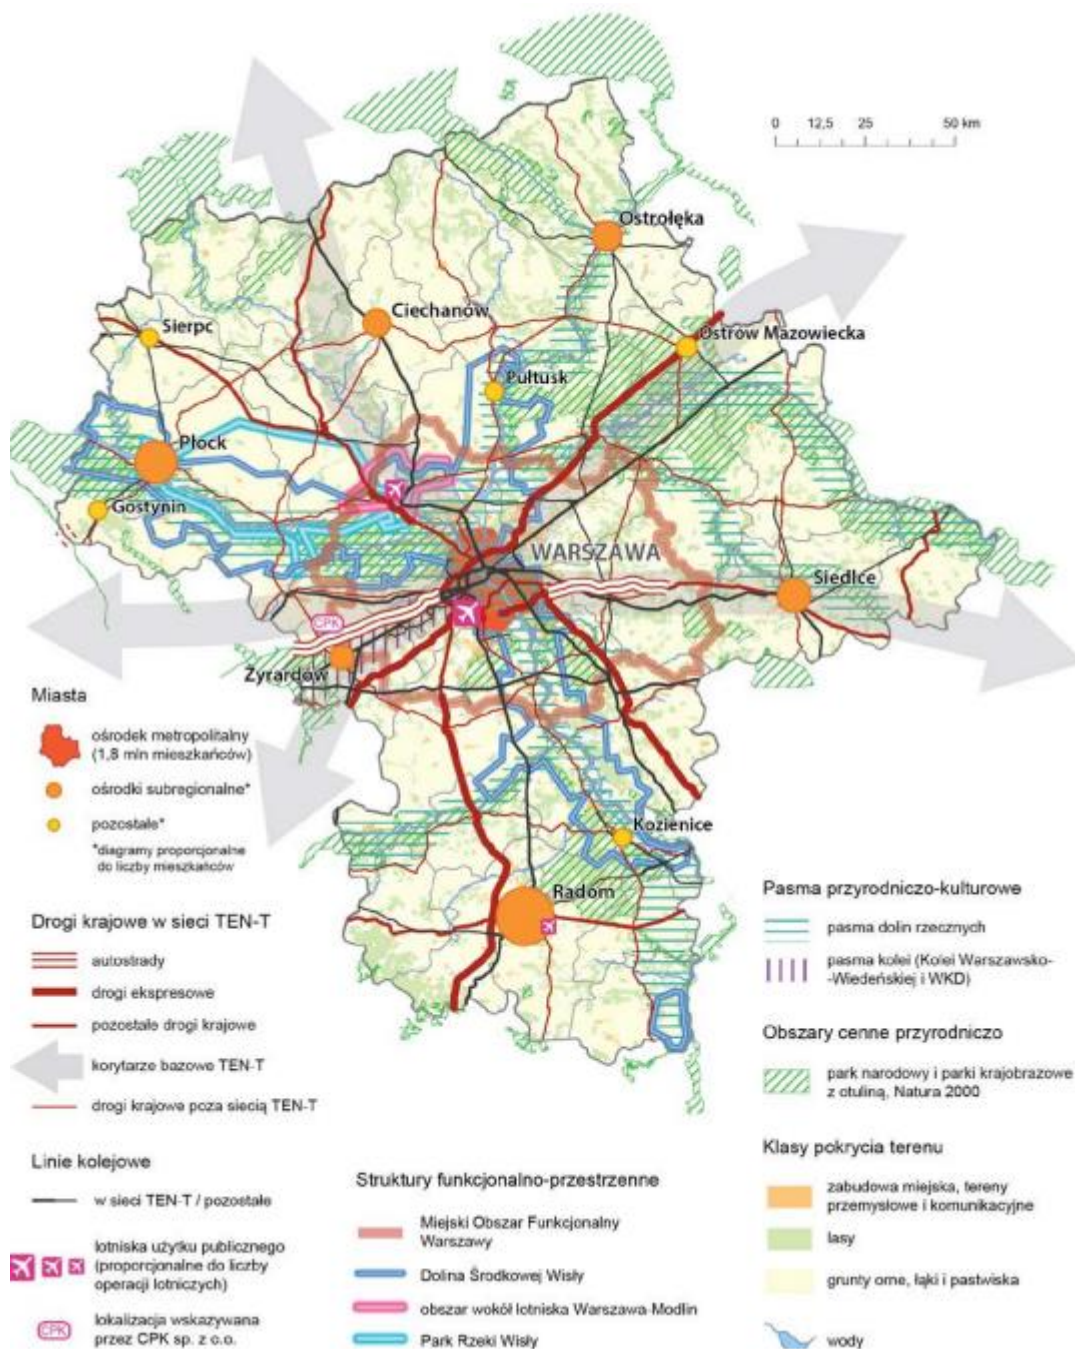 0 12,5 25 50 km
Ostrołęka
Ciechanów
Sierpc
Ostrów Mazowiecka
Pułtusk
Płock
Gostynin
WARSZAWA
Siedlce
CPK
Żyrardów
Kozienice
Radom
Miasta
ośrodek metropolitalny
(1,8 mln mieszkańców)
ośrodki subregionalne*
pozostałe*
*diagramy proporcjonalne
do liczby mieszkańców
Drogi krajowe w sieci TEN-T
autostrady
drogi ekspresowe
pozostałe drogi krajowe
korytarze bazowe TEN-T
drogi krajowe poza siecią TEN-T
Linie kolejowe
w sieci TEN-T / pozostałe
lotniska użytku publicznego
(proporcjonalne do liczby
operacji lotniczych)
CPK
lokalizacja wskazywana
przez CPK sp. z o.o.
Struktury funkcjonalno-przestrzenne
Miejski Obszar Funkcjonalny
Warszawy
Dolina Środkowej Wisły
obszar wokół lotniska Warszawa-Modlin
Park Rzeki Wisły
Pasma przyrodniczo-kulturowe
pasma dolin rzecznych
pasma kolei (Kolei Warszawsko-
-Wiedeńskiej i WKD)
Obszary cenne przyrodniczo
park narodowy i parki krajobrazowe
z otuliną, Natura 2000
Klasy pokrycia terenu
zabudowa miejska, tereny
przemysłowe i komunikacyjne
lasy
grunty orne, łąki i pastwiska
wody